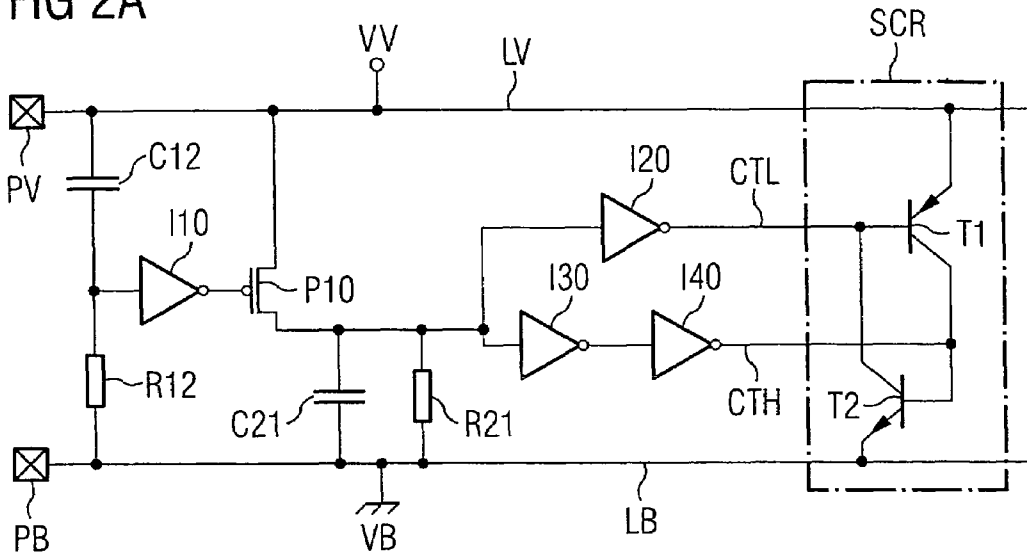 FIG 2A
SCR
VV
LV
PV
C12
I20
CTL
I10
T1
P10
I30
I40
R12
C21
R21
CTH
T2
PB
VB
LB